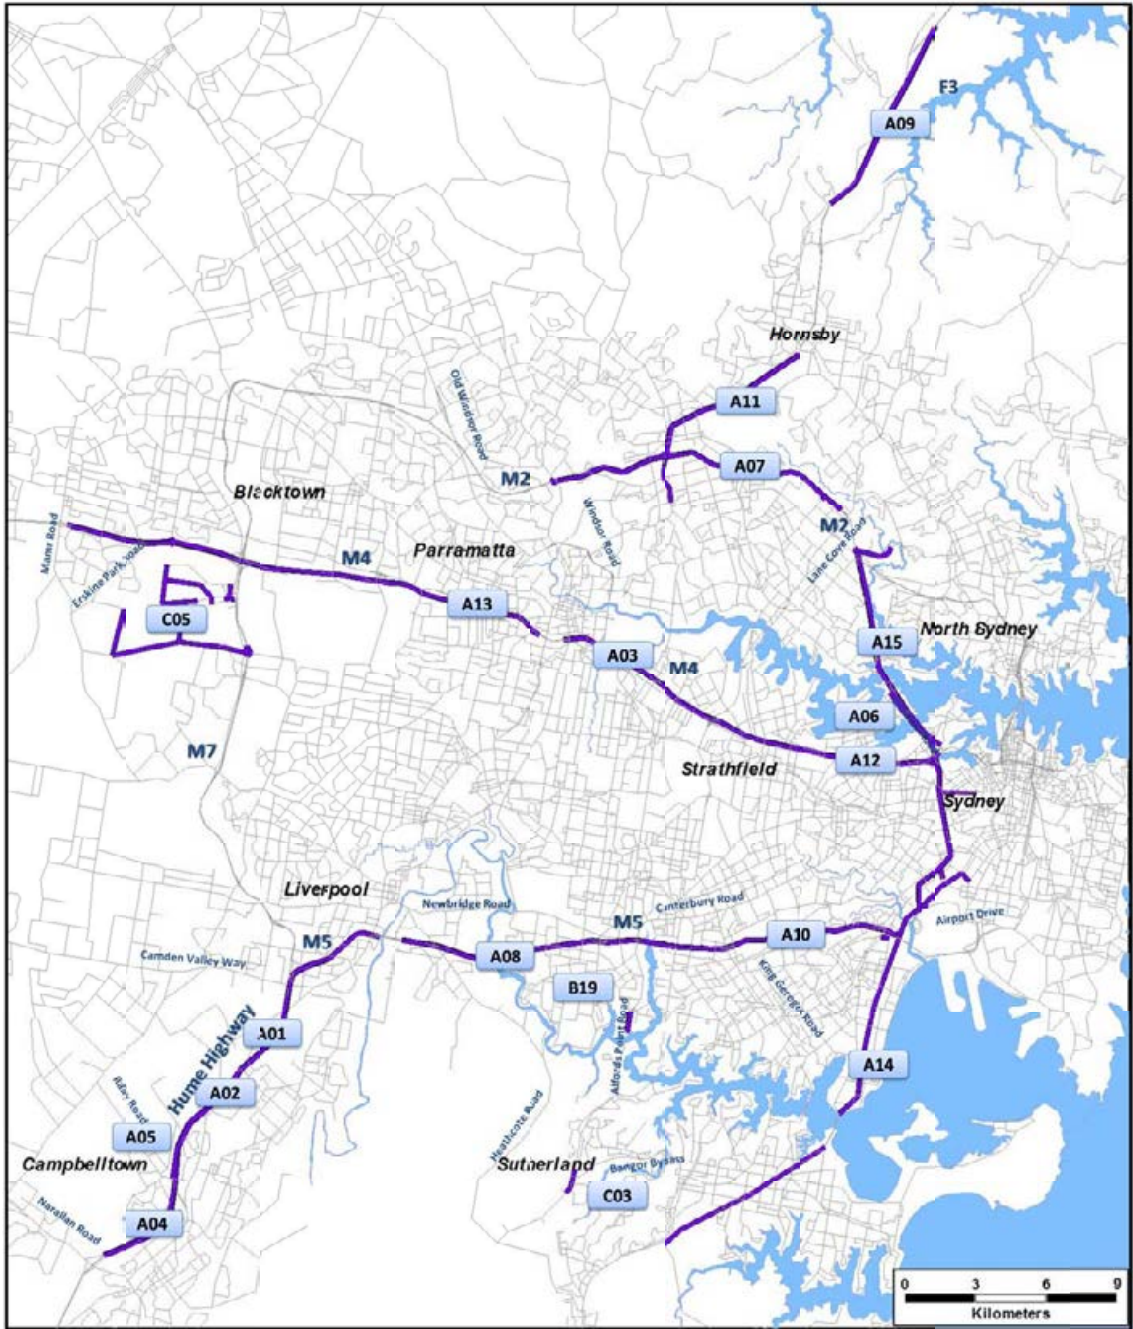 F3
A09
Hornsby
A11
Old Windsor Road
M2
A07
Blacktown
Windsor Road
M2
Lane Cove Road
Parramatta
M4
Erskine Park Road
A13
C05
A15
North Sydney
A03
M4
A06
M7
A12
Strathfield
Sydney
Liverpool
Newbridge Road
Canterbury Road
Airport Drive
M5
M5
A10
Camden Valley Way
A08
B19
King Georges Road
Alfords Point Road
Hume Highway
A01
A14
A02
Raby Road
A05
Heathcote Road
Campbelltown
Sutherland
Bangor Bypass
C03
Narellan Road
A04
0 3 6 9
Kilometers